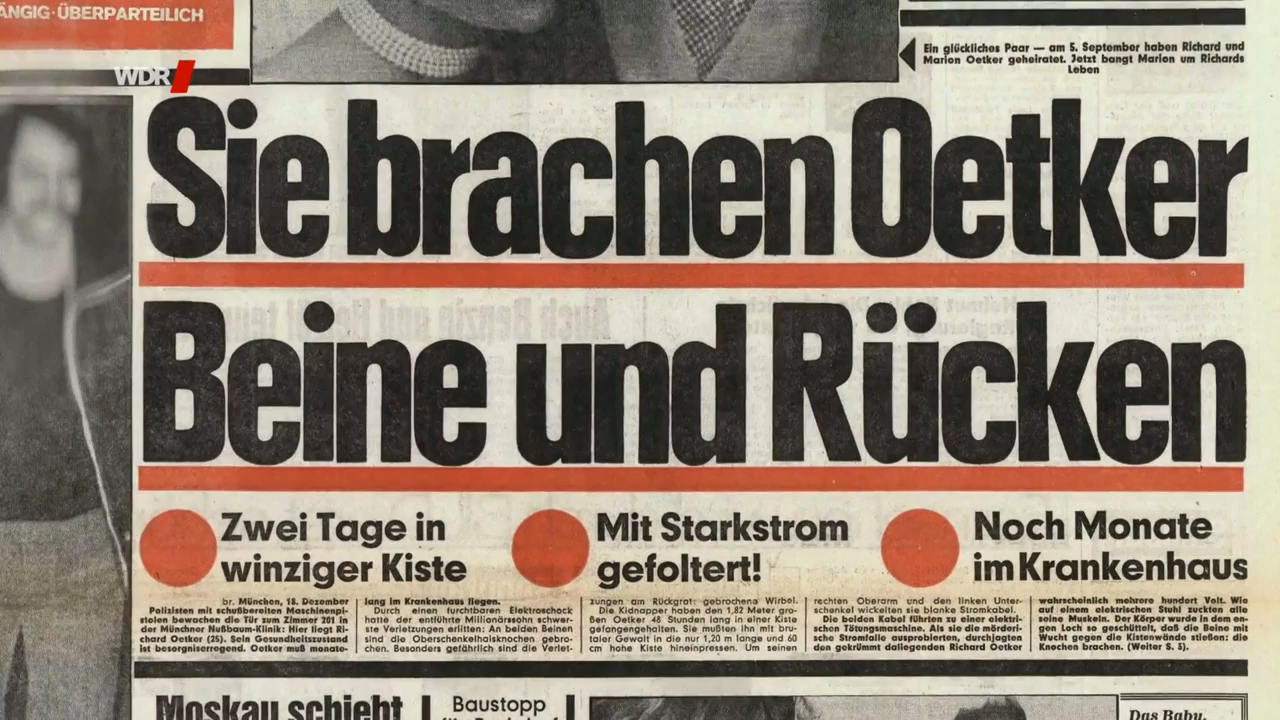 ÄNGIG·ÜBERPARTEILICH
WDR
Ein glückliches Paar — am 5. September haben Richard und
Marion Oetker geheiratet. Jetzt bangt Marion um Richards
Leben
Sie brachen Oetker
Beine und Rücken
Zwei Tage in
winziger Kiste
Mit Starkstrom
gefoltert!
Noch Monate
im Krankenhaus
br. München, 18. Dezember
Polizisten mit schußbereiten Maschinenpi-
stolen bewachen die Tür zum Zimmer 201 in
der Münchner Nußbaum-Klinik: Hier liegt Ri-
chard Oetker (25). Sein Gesundheitszustand
ist besorgniserregend. Oetker muß monate-
lang im Krankenhaus liegen.
Durch einen furchtbaren Elektroschock
hatte der entführte Millionärssohn schwer-
ste Verletzungen erlitten: An beiden Beinen
sind die Oberschenkelhalsknochen gebro-
chen. Besonders gefährlich sind die Verlet-
zungen am Rückgrat: gebrochene Wirbel.
Die Kidnapper haben den 1,82 Meter gro-
ßen Oetker 48 Stunden lang in einer Kiste
gefangengehalten. Sie mußten ihn mit bru-
taler Gewalt in die nur 1,20 m lange und 60
cm hohe Kiste hineinpressen. Um seinen
rechten Oberarm und den linken Unter-
schenkel wickelten sie blanke Stromkabel.
Die beiden Kabel führten zu einer elektri-
schen Tötungsmaschine. Als sie die mörderi-
sche Stromfalle ausprobierten, durchjagten
den gekrümmt daliegenden Richard Oetker
wahrscheinlich mehrere hundert Volt. Wie
auf einem elektrischen Stuhl zuckten alle
seine Muskeln. Der Körper wurde in dem en-
gen Loch so geschüttelt, daß die Beine mit
Wucht gegen die Kistenwände stießen: die
Knochen brachen. (Weiter S. 5).
Moskau schießt
Baustopp
Das Baby,